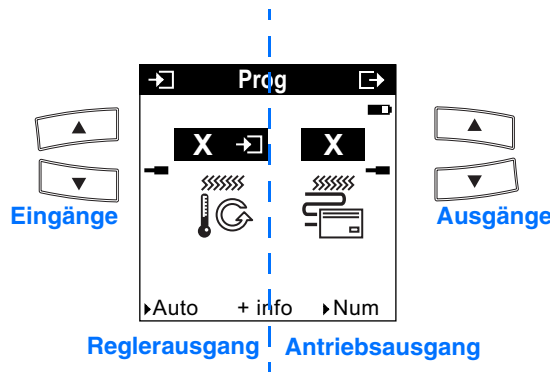 Prog
X X
Eingänge Ausgänge
▸Auto + info ▸Num
Reglerausgang Antriebsausgang